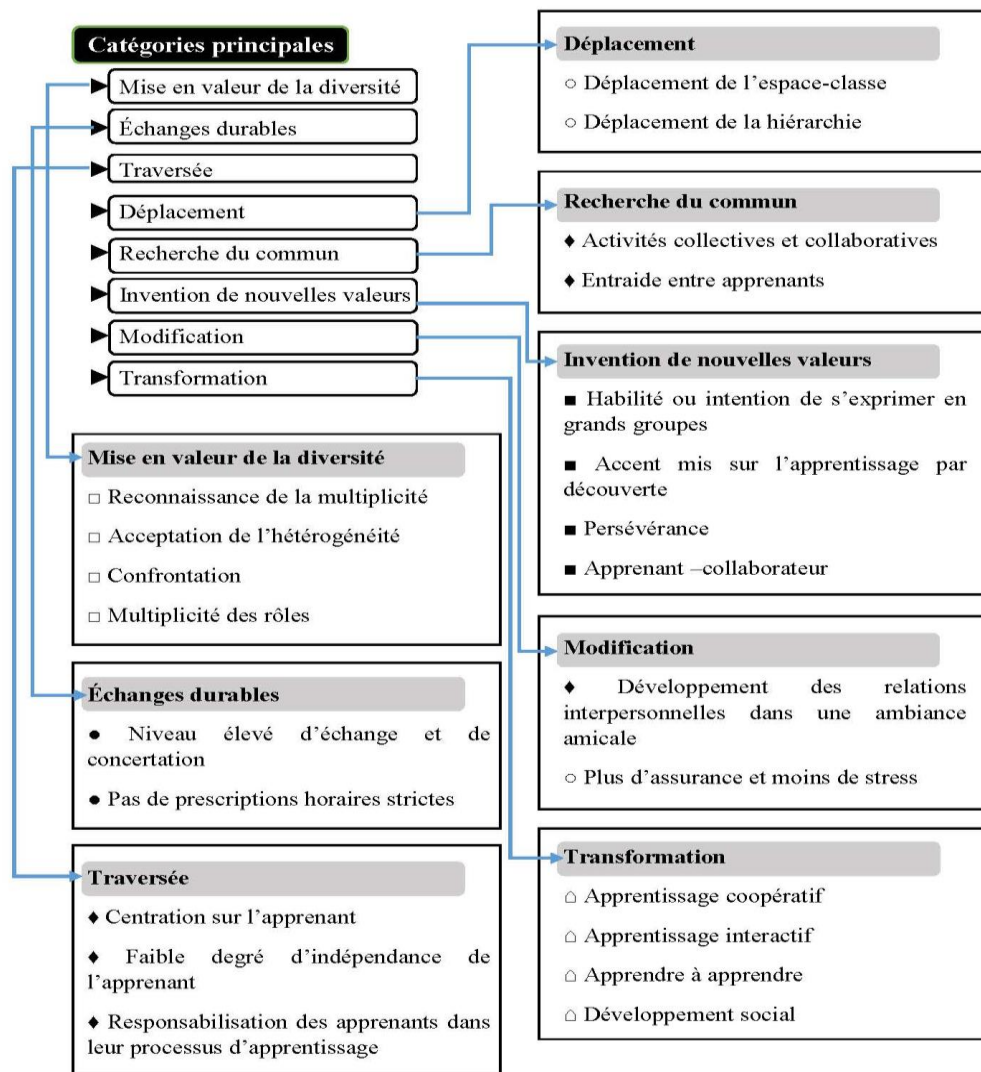 Catégories principales
► Mise en valeur de la diversité
► Échanges durables
► Traversée
► Déplacement
► Recherche du commun
► Invention de nouvelles valeurs
► Modification
► Transformation
Mise en valeur de la diversité
□ Reconnaissance de la multiplicité
□ Acceptation de l'hétérogénéité
□ Confrontation
□ Multiplicité des rôles
Échanges durables
● Niveau élevé d'échange et de
concertation
● Pas de prescriptions horaires strictes
Traversée
♦ Centration sur l'apprenant
♦ Faible degré d'indépendance de
l'apprenant
♦ Responsabilisation des apprenants dans
leur processus d'apprentissage
Déplacement
○ Déplacement de l'espace-classe
○ Déplacement de la hiérarchie
Recherche du commun
♦ Activités collectives et collaboratives
♦ Entraide entre apprenants
Invention de nouvelles valeurs
■ Habilité ou intention de s'exprimer en
grands groupes
■ Accent mis sur l'apprentissage par
découverte
■ Persévérance
■ Apprenant –collaborateur
Modification
♦ Développement des relations
interpersonnelles dans une ambiance
amicale
○ Plus d'assurance et moins de stress
Transformation
⌂ Apprentissage coopératif
⌂ Apprentissage interactif
⌂ Apprendre à apprendre
⌂ Développement social